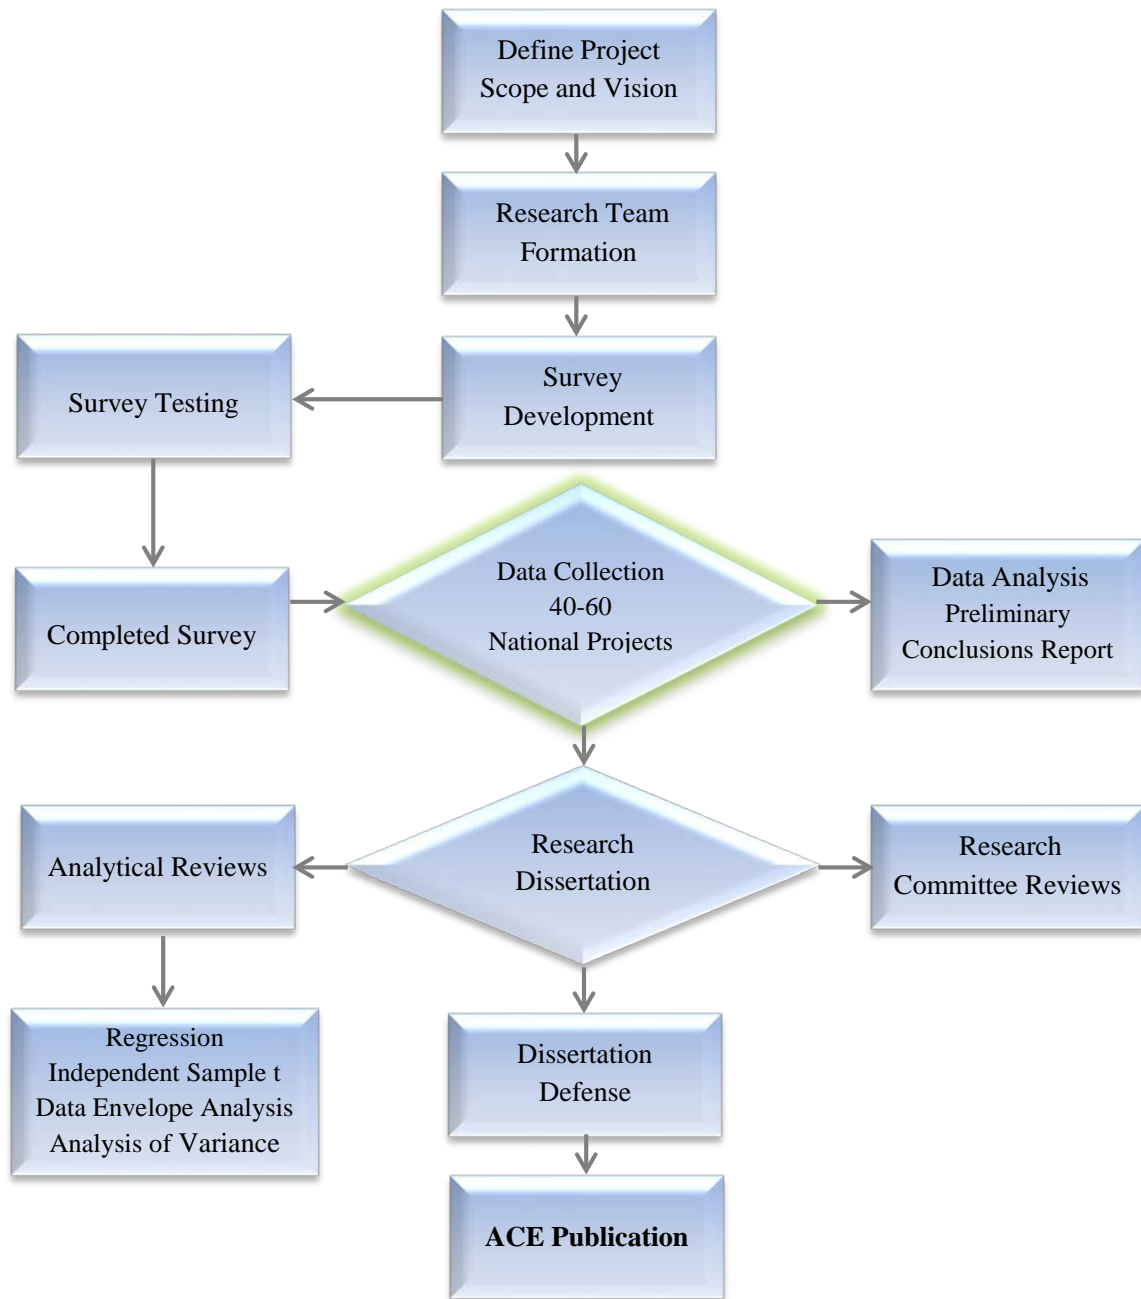 Define Project
Scope and Vision
Research Team
Formation
Survey
Development
Survey Testing
Completed Survey
Data Collection
40-60
National Projects
Data Analysis
Preliminary
Conclusions Report
Research
Dissertation
Analytical Reviews
Research
Committee Reviews
Regression
Independent Sample t
Data Envelope Analysis
Analysis of Variance
Dissertation
Defense
ACE Publication